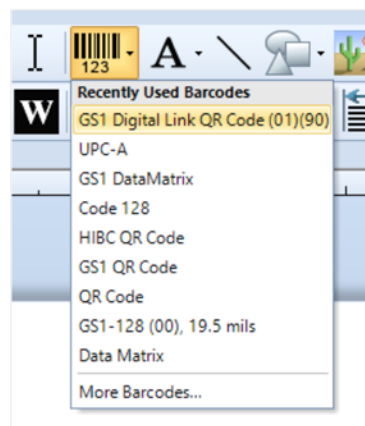 123
A
W
Recently Used Barcodes
GS1 Digital Link QR Code (01)(90)
UPC-A
GS1 DataMatrix
Code 128
HIBC QR Code
GS1 QR Code
QR Code
GS1-128 (00), 19.5 mils
Data Matrix
More Barcodes...